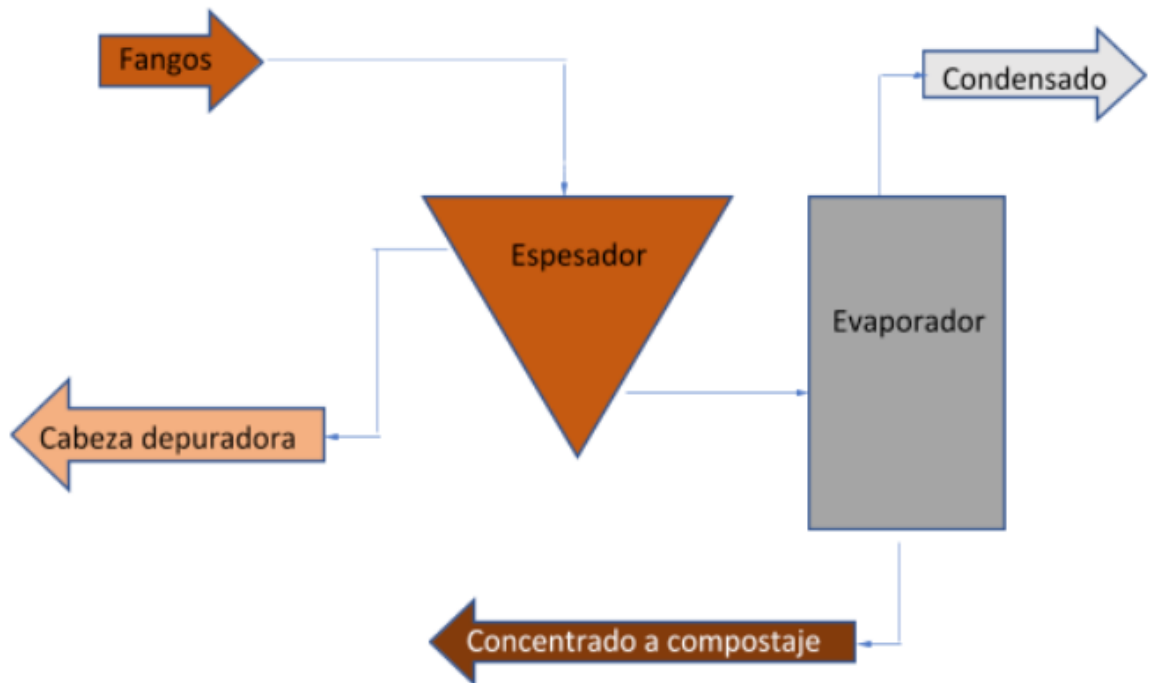 Fangos
Condensado
Espesador
Evaporador
Cabeza depuradora
Concentrado a compostaje